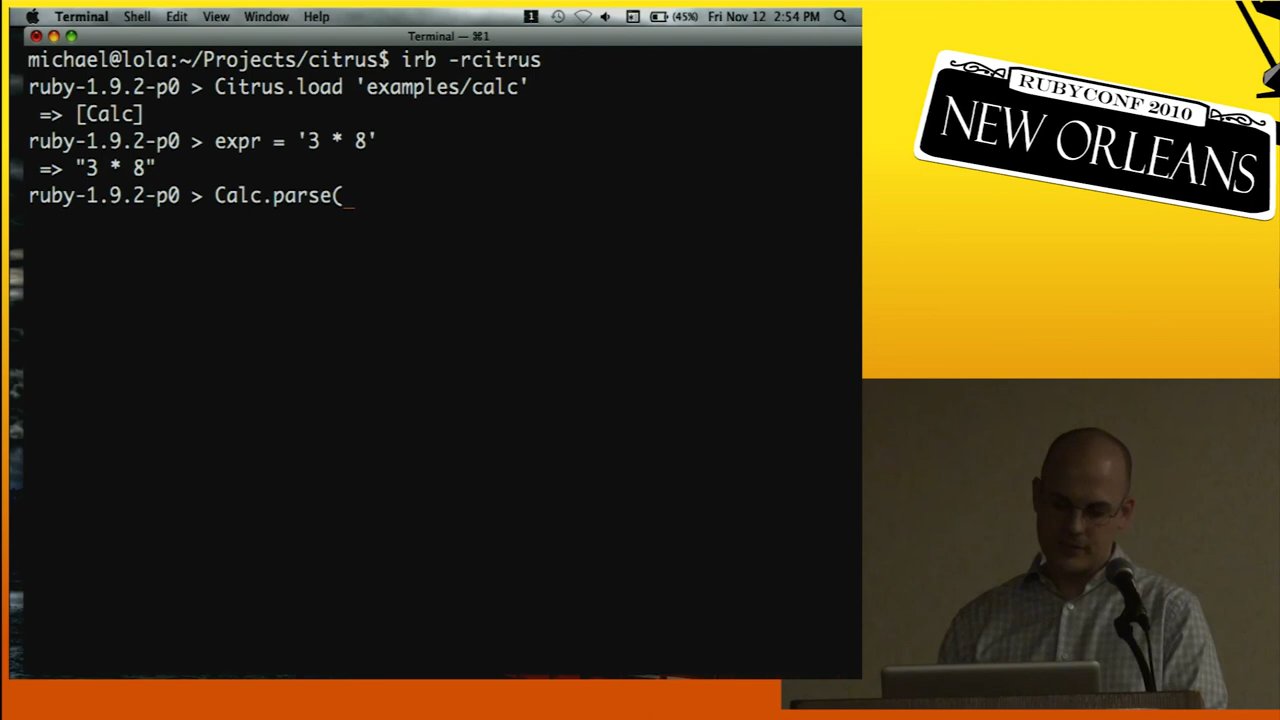 Terminal Shell Edit View Window Help 1 (45%) Fri Nov 12 2:54 PM
Terminal — ⌘1
michael@lola:~/Projects/citrus$ irb -rcitrus
ruby-1.9.2-p0 > Citrus.load 'examples/calc'
=> [Calc]
ruby-1.9.2-p0 > expr = '3 * 8'
=> "3 * 8"
ruby-1.9.2-p0 > Calc.parse(_
RUBYCONF 2010
NEW ORLEANS